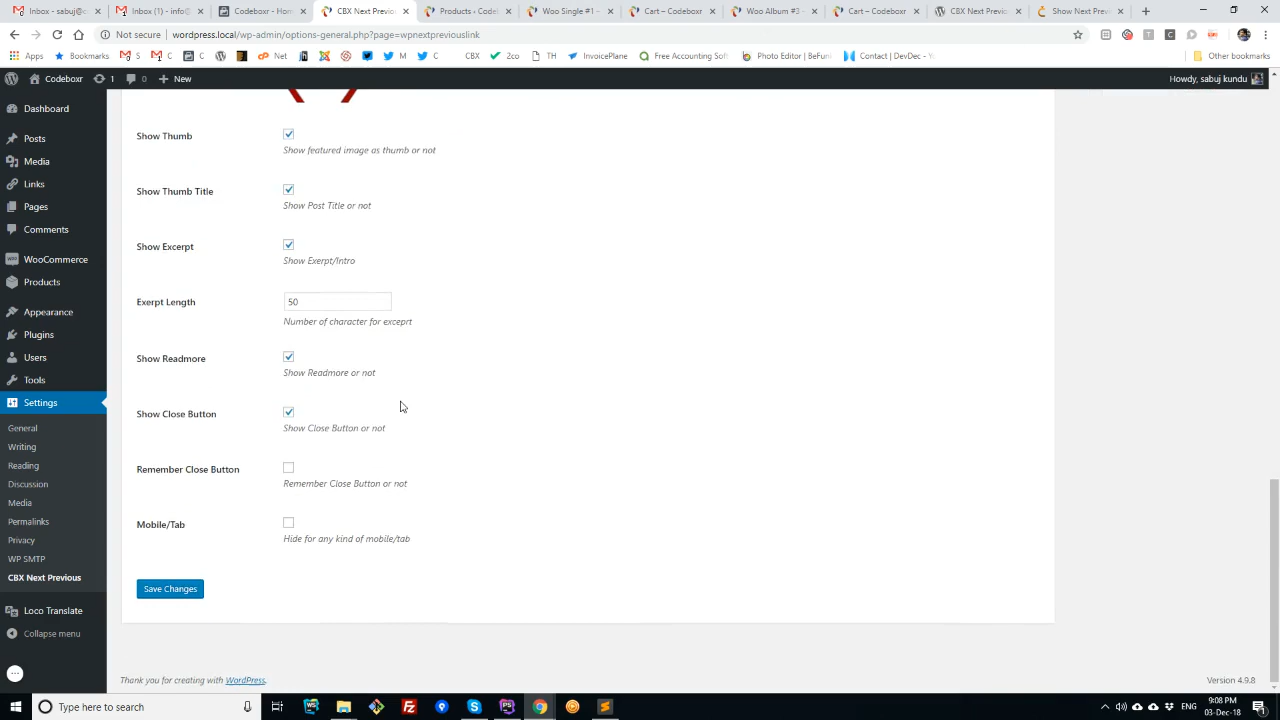 Inbox - sabuj@co
Inbox (1) - info@
Codeboxr - Hom
CBX Next Previou
Products - Codeb
Woo Single #1 –
Cart – Codeboxr
Woo Album #3 –
Cart – Codeboxr
CBX Next Previou
Show Next Previo
Not secure
wordpress.local/wp-admin/options-general.php?page=wpnextpreviouslink
Apps
Bookmarks
S
C
C
Net
M
C
CBX
2co
TH
InvoicePlane
Free Accounting Soft
Photo Editor | BeFun
Contact | DevDec - Y
Other bookmarks
Codeboxr
1
0
New
Howdy, sabuj kundu
Dashboard
Posts
Media
Links
Pages
Comments
WooCommerce
Products
Appearance
Plugins
Users
Tools
Settings
General
Writing
Reading
Discussion
Media
Permalinks
Privacy
WP SMTP
CBX Next Previous
Loco Translate
Collapse menu
Show Thumb
Show featured image as thumb or not
Show Thumb Title
Show Post Title or not
Show Excerpt
Show Exerpt/Intro
Exerpt Length
50
Number of character for exceprt
Show Readmore
Show Readmore or not
Show Close Button
Show Close Button or not
Remember Close Button
Remember Close Button or not
Mobile/Tab
Hide for any kind of mobile/tab
Save Changes
Thank you for creating with WordPress.
Version 4.9.8
Type here to search
ENG
9:08 PM
03-Dec-18